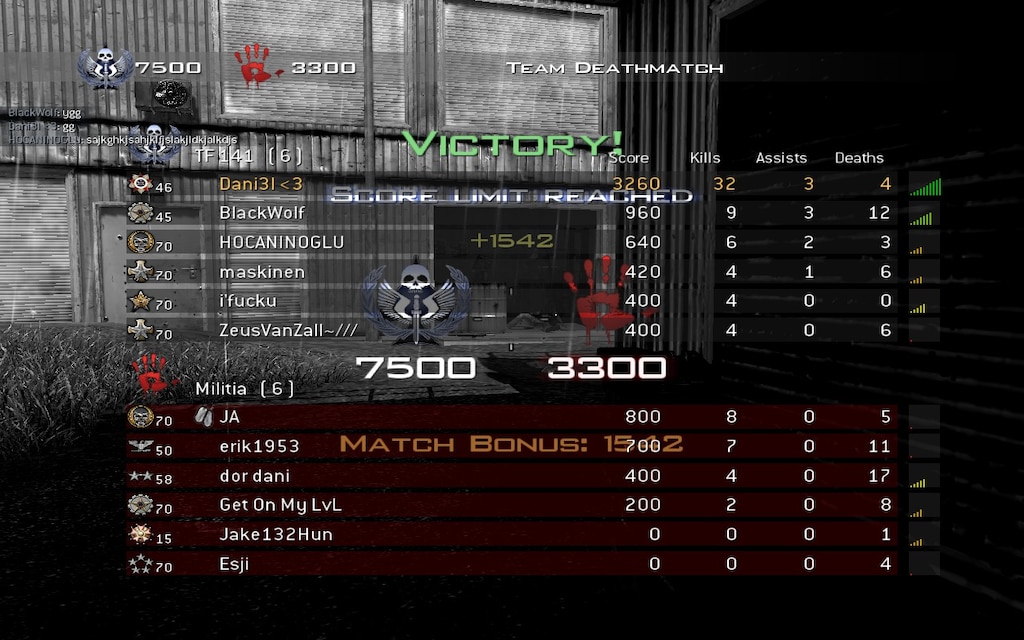 7500 3300 Team Deathmatch
BlackWolf: ygg
Dani3l <3: gg
HOCANINOGLU: sajkghkjsahjklfjslakjldkjalkdjs
Victory!
TF141 (6) Score Kills Assists Deaths
46 Dani3l <3 3260 32 3 4
Score limit reached
45 BlackWolf 960 9 3 12
+1542
70 HOCANINOGLU 640 6 2 3
70 maskinen 420 4 1 6
70 i'fucku 400 4 0 0
70 ZeusVanZall~/// 400 4 0 6
7500 3300
Militia (6)
70 JA 800 8 0 5
Match Bonus: 1542
50 erik1953 700 7 0 11
58 dor dani 400 4 0 17
70 Get On My LvL 200 2 0 8
15 Jake132Hun 0 0 0 1
70 Esji 0 0 0 4